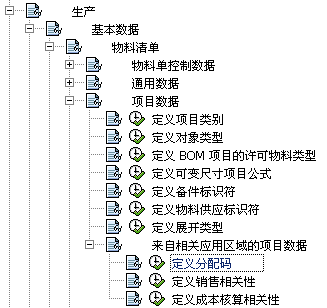 生产
基本数据
物料清单
物料单控制数据
通用数据
项目数据
定义项目类别
定义对象类型
定义 BOM 项目的许可物料类型
定义可变尺寸项目公式
定义备件标识符
定义物料供应标识符
定义展开类型
来自相关应用区域的项目数据
定义分配码
定义销售相关性
定义成本核算相关性